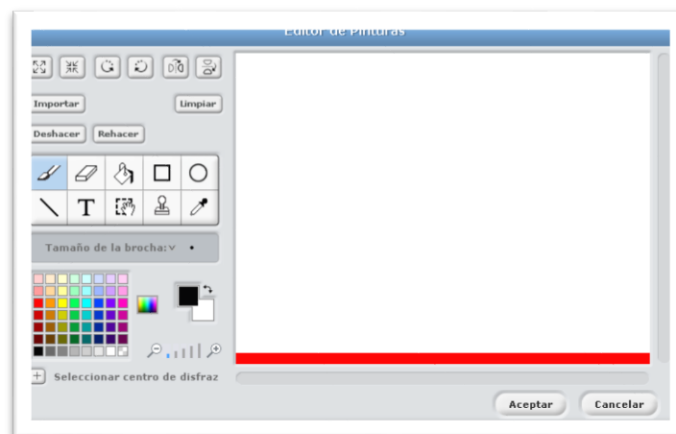 Editor de Pinturas
Importar
Limpiar
Deshacer
Rehacer
T
Tamaño de la brocha:
Seleccionar centro de disfraz
Aceptar
Cancelar